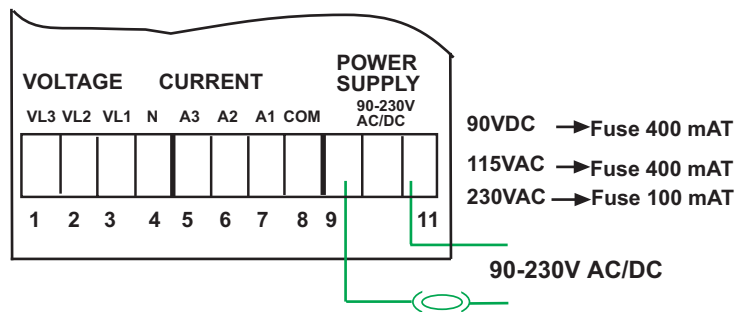 VOLTAGE CURRENT POWER SUPPLY
VL3 VL2 VL1 N A3 A2 A1 COM 90-230V AC/DC
1 2 3 4 5 6 7 8 9 11
90VDC Fuse 400 mAT
115VAC Fuse 400 mAT
230VAC Fuse 100 mAT
90-230V AC/DC